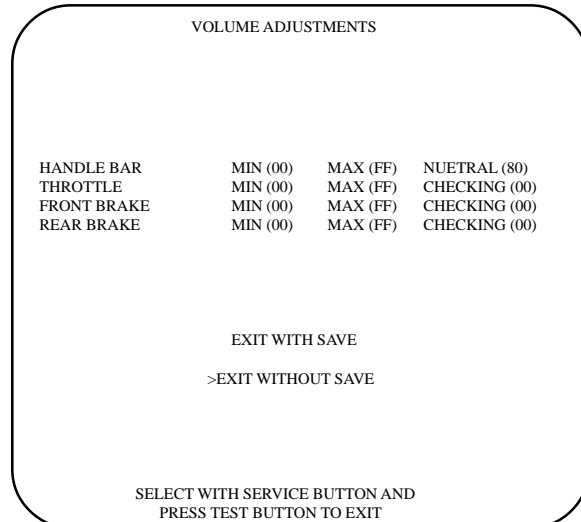 VOLUME ADJUSTMENTS
HANDLE BAR MIN (00) MAX (FF) NUETRAL (80)
THROTTLE MIN (00) MAX (FF) CHECKING (00)
FRONT BRAKE MIN (00) MAX (FF) CHECKING (00)
REAR BRAKE MIN (00) MAX (FF) CHECKING (00)
EXIT WITH SAVE
>EXIT WITHOUT SAVE
SELECT WITH SERVICE BUTTON AND
PRESS TEST BUTTON TO EXIT